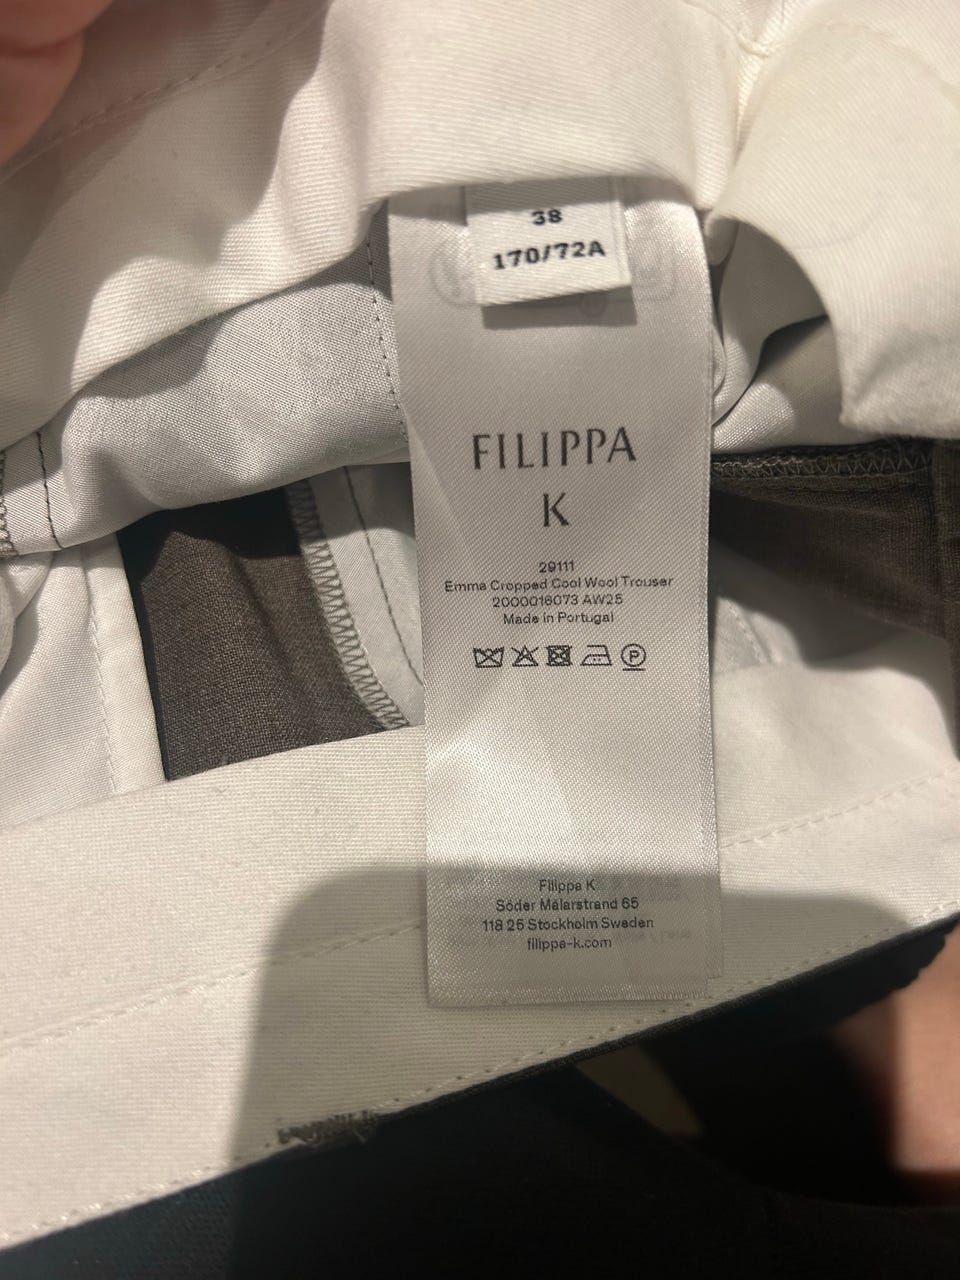 38
170/72A
FILIPPA
K
29111
Emma Cropped Cool Wool Trouser
2000016073 AW25
Made in Portugal
P
Filippa K
Söder Mälarstrand 65
118 25 Stockholm Sweden
filippa-k.com